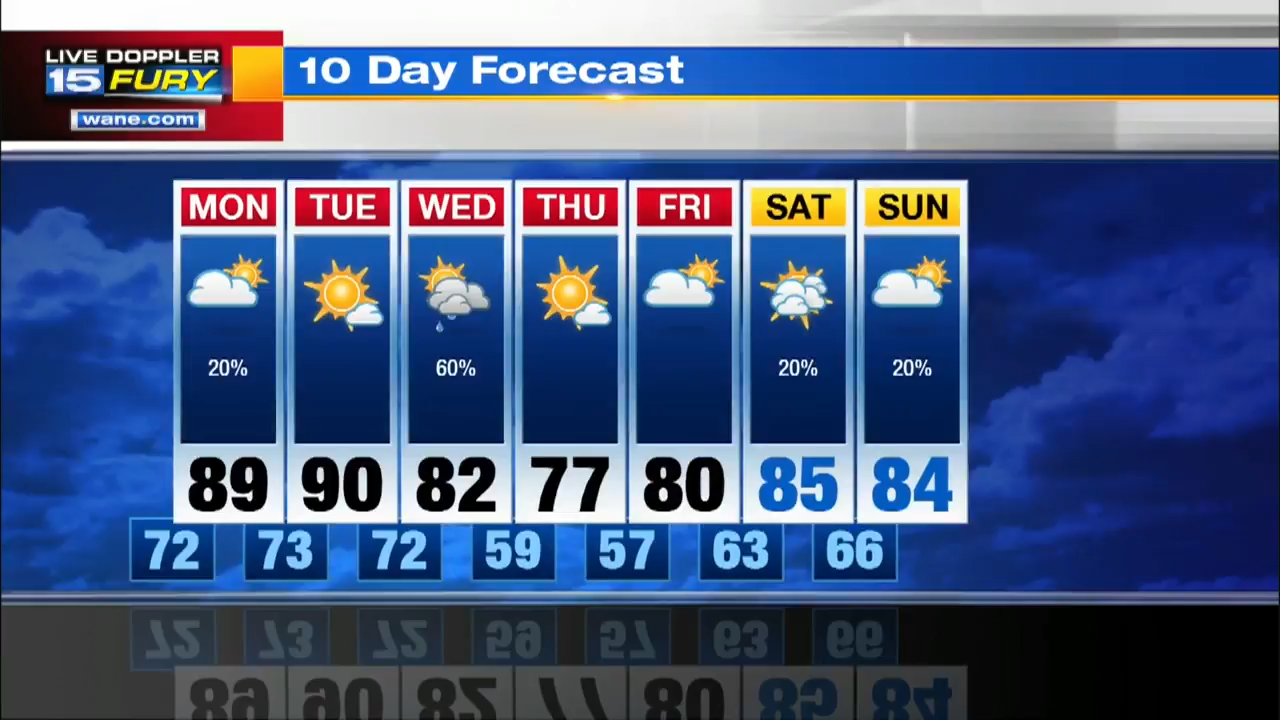 LIVE DOPPLER
15 FURY
wane.com
10 Day Forecast
MON TUE WED THU FRI SAT SUN
20% 60% 20% 20%
89 90 82 77 80 85 84
72 73 72 59 57 63 66